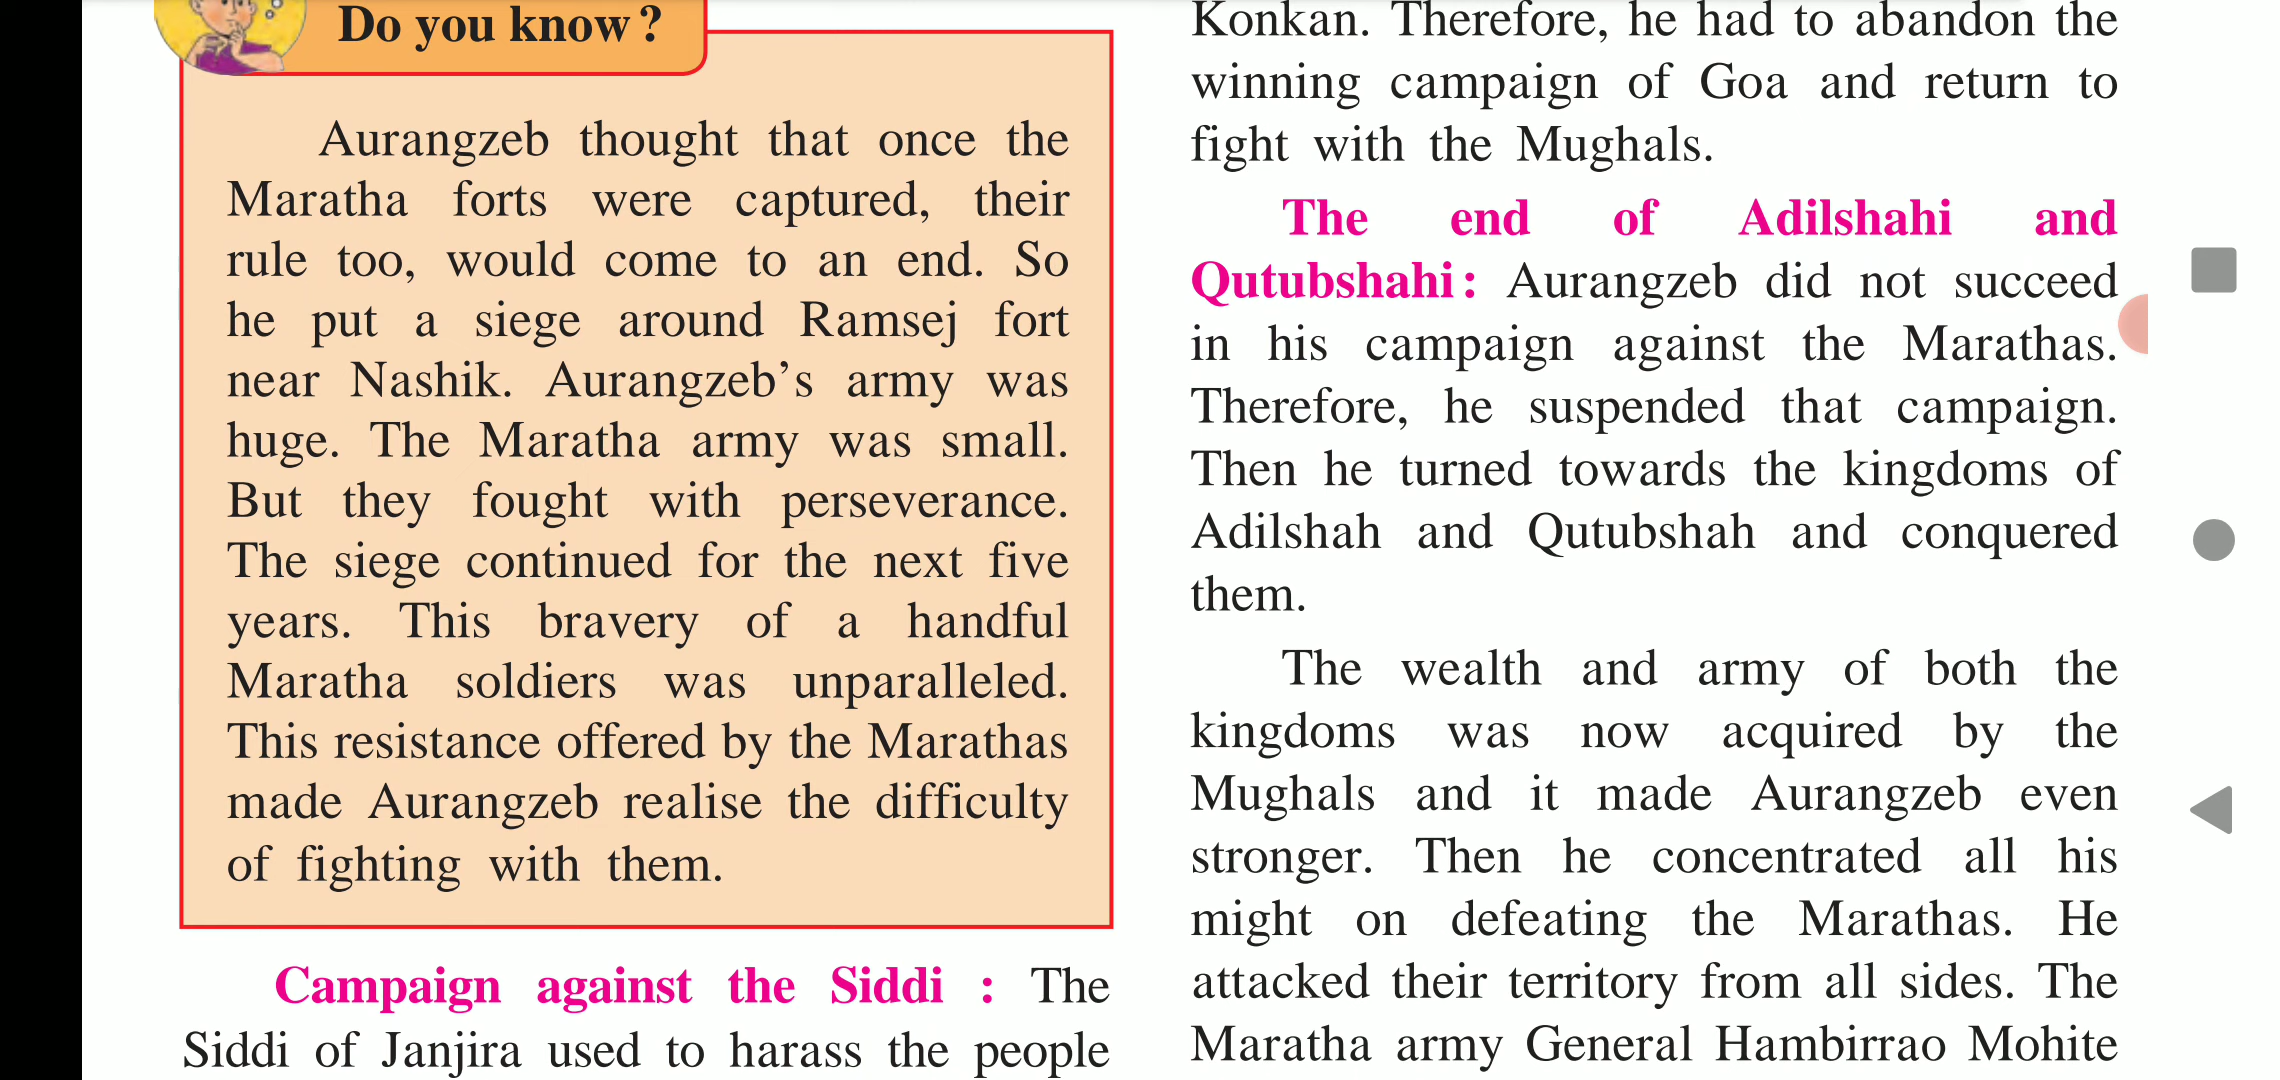 Do you know?
Aurangzeb thought that once the
Maratha forts were captured, their
rule too, would come to an end. So
he put a siege around Ramsej fort
near Nashik. Aurangzeb’s army was
huge. The Maratha army was small.
But they fought with perseverance.
The siege continued for the next five
years. This bravery of a handful
Maratha soldiers was unparalleled.
This resistance offered by the Marathas
made Aurangzeb realise the difficulty
of fighting with them.
Campaign against the Siddi : The
Siddi of Janjira used to harass the people
Konkan. Therefore, he had to abandon the
winning campaign of Goa and return to
fight with the Mughals.
The end of Adilshahi and
Qutubshahi: Aurangzeb did not succeed
in his campaign against the Marathas.
Therefore, he suspended that campaign.
Then he turned towards the kingdoms of
Adilshah and Qutubshah and conquered
them.
The wealth and army of both the
kingdoms was now acquired by the
Mughals and it made Aurangzeb even
stronger. Then he concentrated all his
might on defeating the Marathas. He
attacked their territory from all sides. The
Maratha army General Hambirrao Mohite